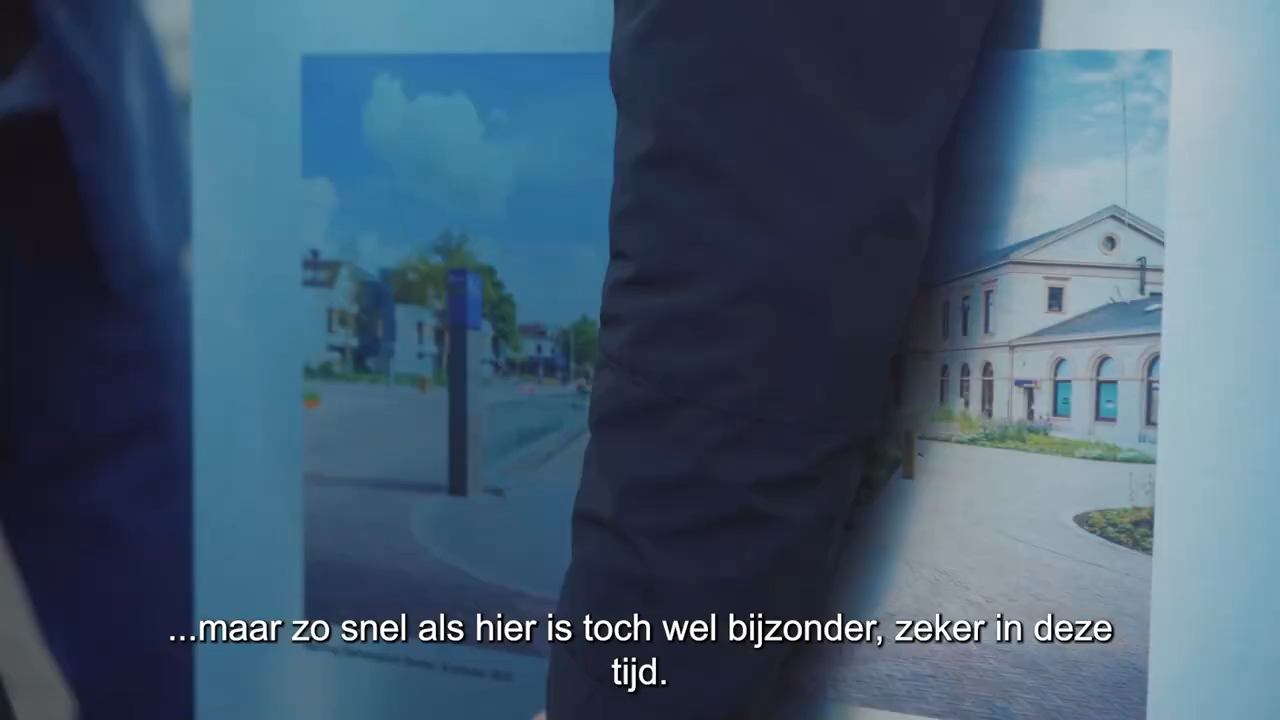 ...maar zo snel als hier is toch wel bijzonder, zeker in deze
tijd.